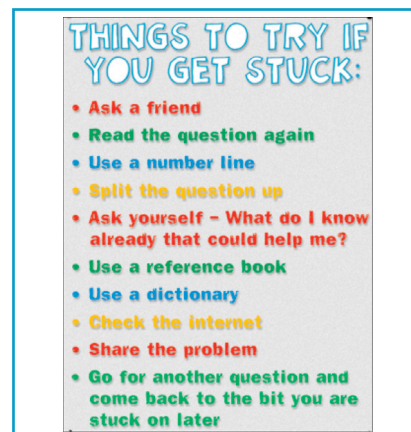 THINGS TO TRY IF
YOU GET STUCK:
• Ask a friend
• Read the question again
• Use a number line
• Split the question up
• Ask yourself – What do I know
already that could help me?
• Use a reference book
• Use a dictionary
• Check the internet
• Share the problem
• Go for another question and
come back to the bit you are
stuck on later